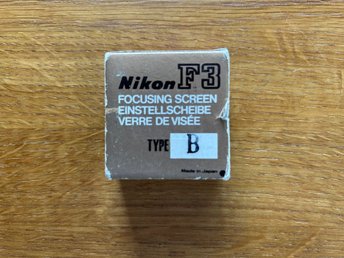 Nikon F3
FOCUSING SCREEN
EINSTELLSCHEIBE
VERRE DE VISÉE
TYPE B
Made in Japan